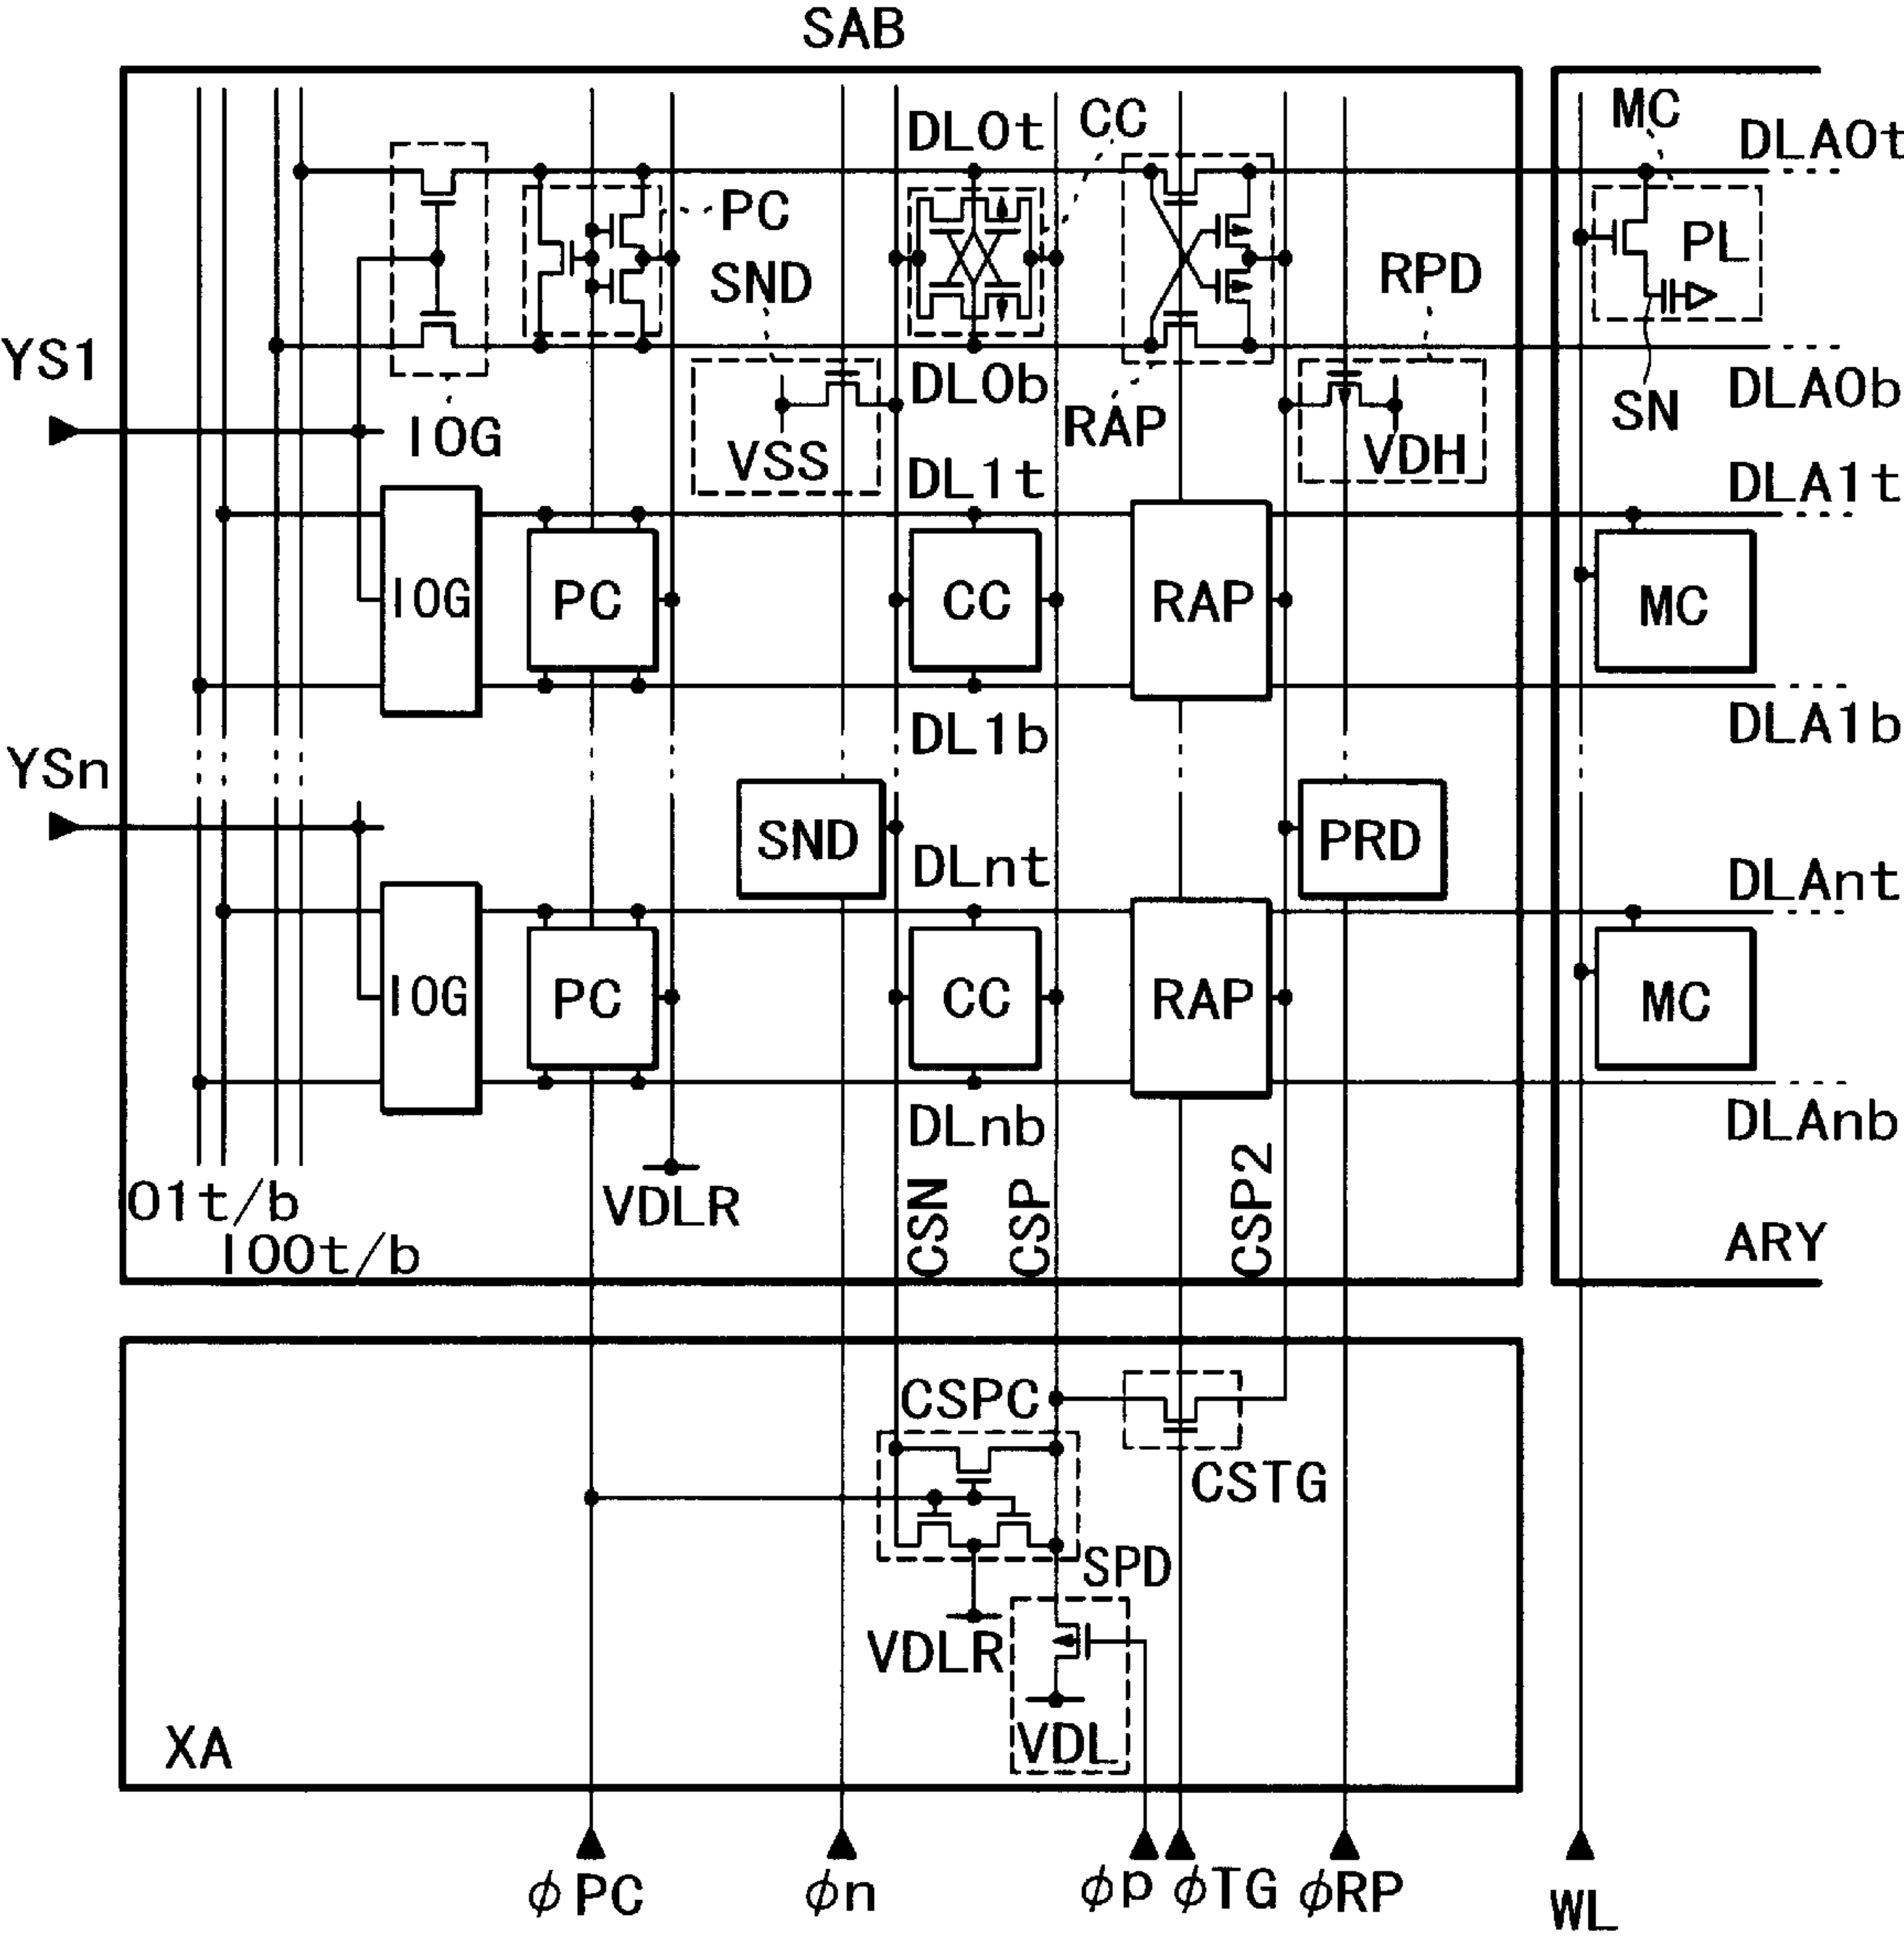 SAB
DL0t
CC
MC
DLA0t
PC
SND
PL
RPD
YS1
IOG
VSS
DL0b
RAP
VDH
SN
DLA0b
DL1t
DLA1t
IOG
PC
CC
RAP
MC
DL1b
DLA1b
YSn
SND
PRD
DLnt
DLAnt
IOG
PC
CC
RAP
MC
DLnb
DLAnb
O1t/b
IO0t/b
VDLR
CSN
CSP
CSP2
ARY
CSPC
CSTG
SPD
VDLR
VDL
XA
φPC
φn
φp
φTG
φRP
WL